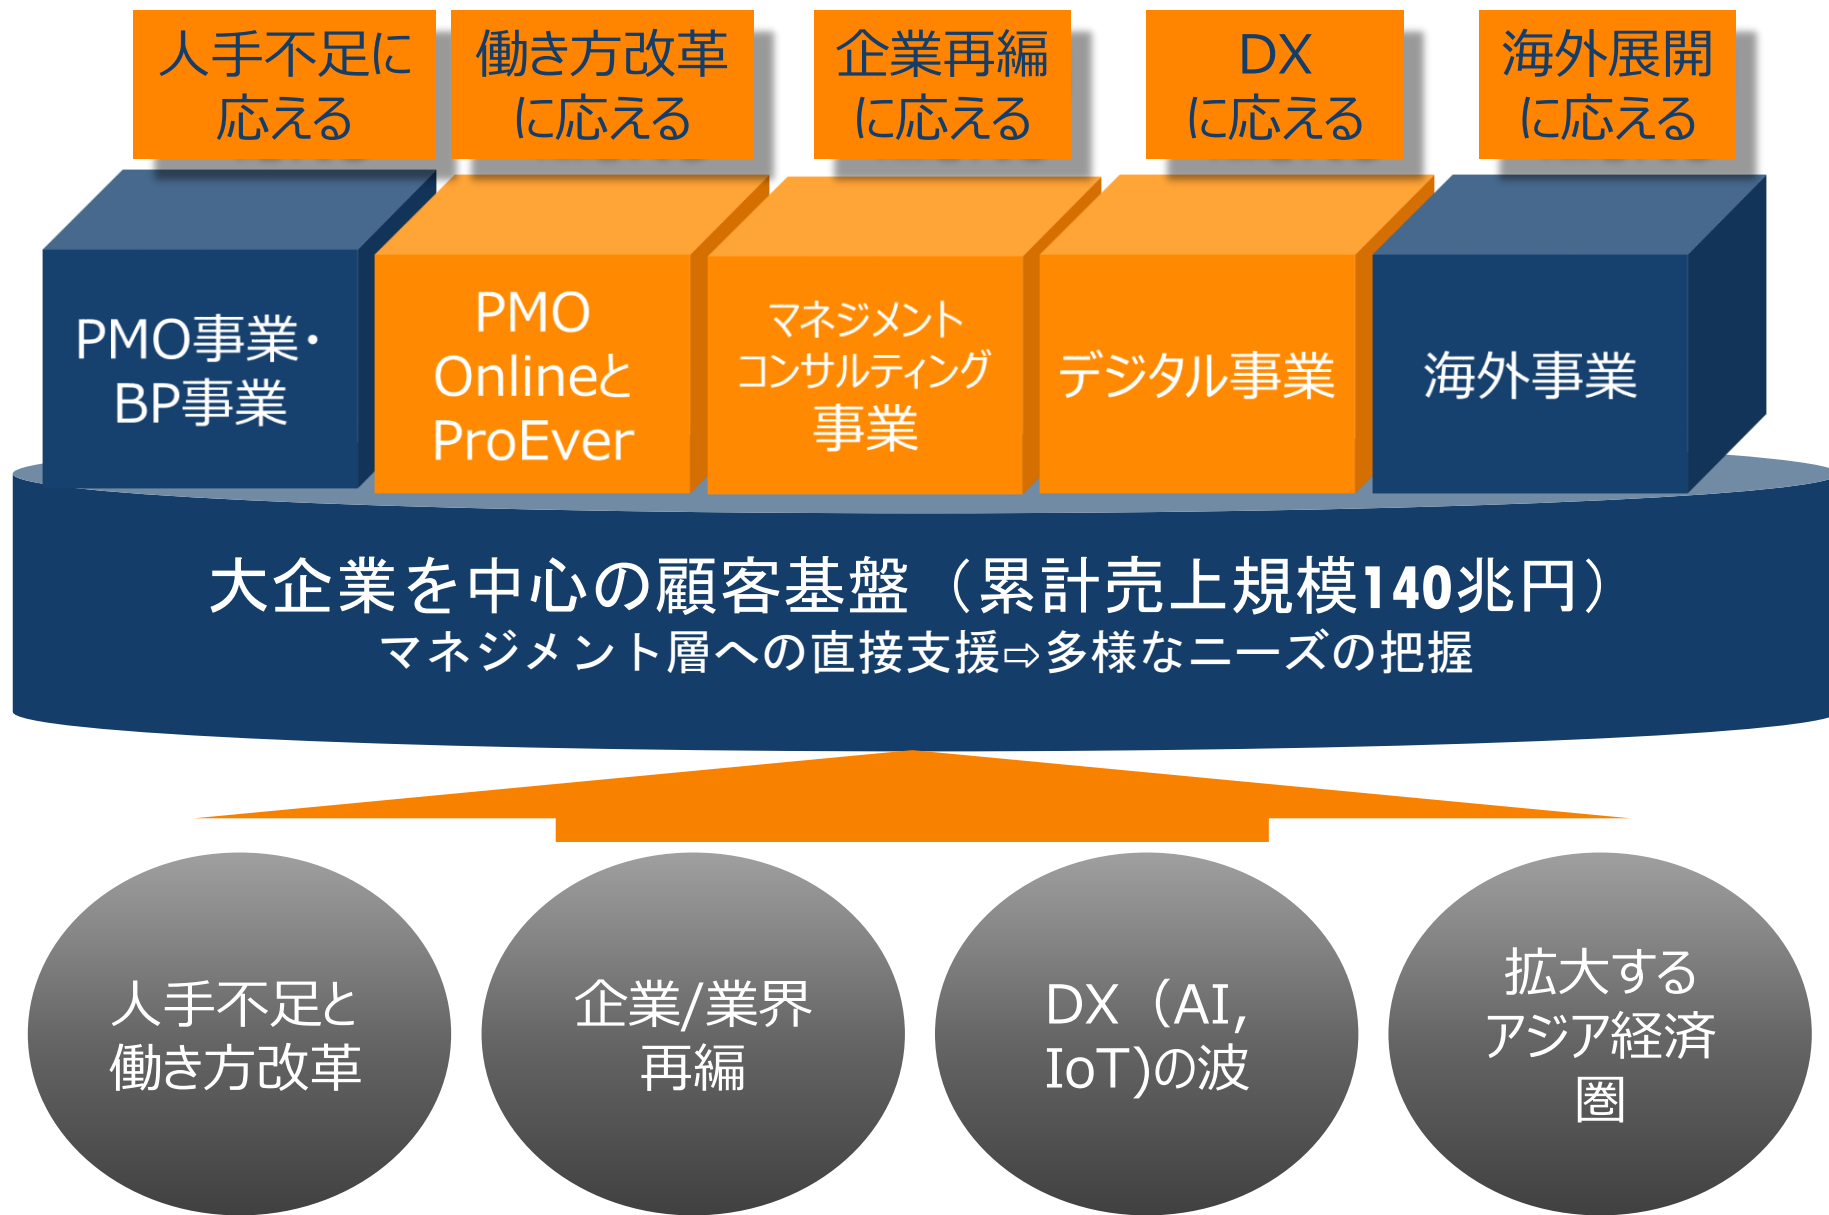 人手不足に
応える
働き方改革
に応える
企業再編
に応える
DX
に応える
海外展開
に応える
PMO事業・
BP事業
PMO
Onlineと
ProEver
マネジメント
コンサルティング
事業
デジタル事業
海外事業
大企業を中心の顧客基盤（累計売上規模140兆円）
マネジメント層への直接支援⇨多様なニーズの把握
人手不足と
働き方改革
企業/業界
再編
DX（AI,
IoT)の波
拡大する
アジア経済
圏